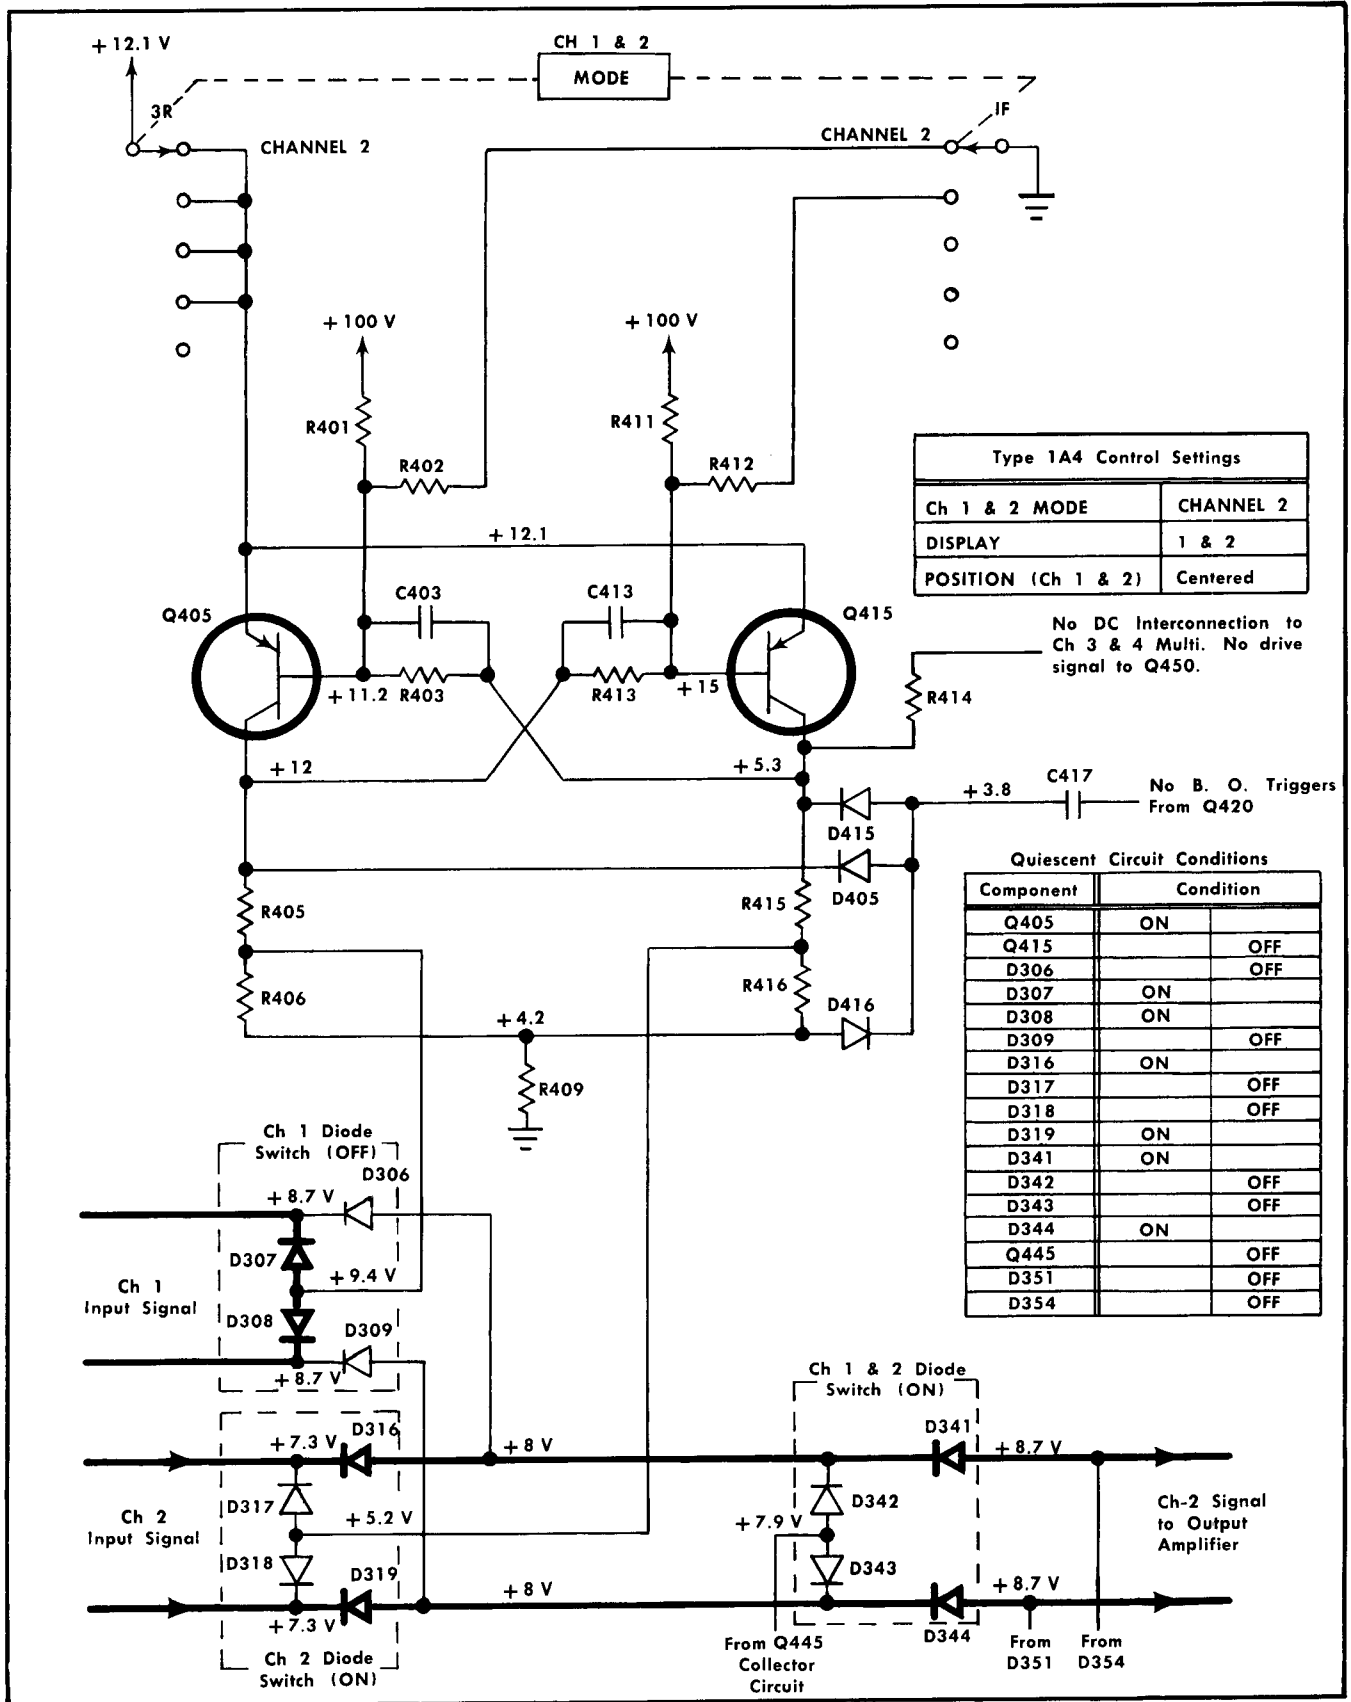 CH 1 & 2
MODE
+ 12.1 V
3R
1F
CHANNEL 2
CHANNEL 2
+ 100 V
+ 100 V
R401
R411
R402
R412
Type 1A4 Control Settings
Ch 1 & 2 MODE CHANNEL 2
DISPLAY 1 & 2
POSITION (Ch 1 & 2) Centered
+ 12.1
Q405
C403
C413
Q415
No DC Interconnection to
Ch 3 & 4 Multi. No drive
signal to Q450.
+ 11.2
R403
R413
+ 15
R414
+ 12
+ 5.3
+ 3.8
C417
No B. O. Triggers
From Q420
D415
D405
R405
R415
R406
R416
D416
+ 4.2
R409
Quiescent Circuit Conditions
Component Condition
Q405 ON
Q415 OFF
D306 OFF
D307 ON
D308 ON
D309 OFF
D316 ON
D317 OFF
D318 OFF
D319 ON
D341 ON
D342 OFF
D343 OFF
D344 ON
Q445 OFF
D351 OFF
D354 OFF
Ch 1 Diode
Switch (OFF)
D306
+ 8.7 V
D307
+ 9.4 V
Ch 1
Input Signal
D308
D309
+ 8.7 V
Ch 1 & 2 Diode
Switch (ON)
D316
+ 7.3 V
+ 8 V
D341
+ 8.7 V
D317
+ 5.2 V
Ch 2
Input Signal
D318
D319
+ 7.3 V
+ 8 V
D342
+ 7.9 V
D343
+ 8.7 V
D344
Ch-2 Signal
to Output
Amplifier
Ch 2 Diode
Switch (ON)
From Q445
Collector
Circuit
From
D351
From
D354